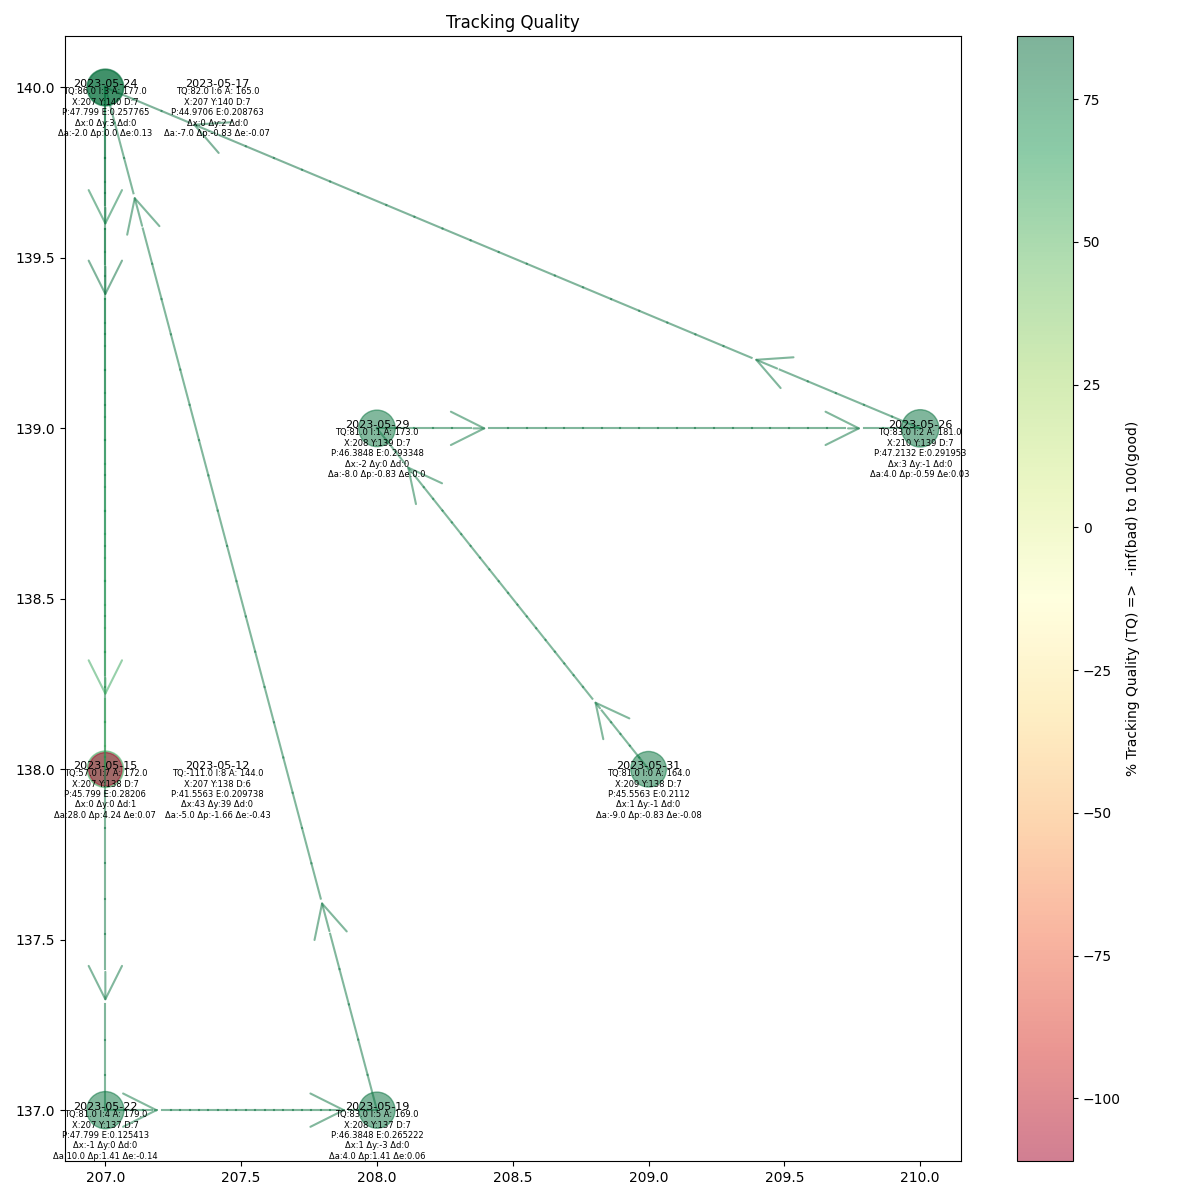 Tracking Quality
140.0
139.5
139.0
138.5
138.0
137.5
137.0
2023-05-24
TQ:86.0 I:3 A: 177.0
X:207 Y:140 D:7
P:47.799 E:0.257765
Δx:0 Δy:3 Δd:0
Δa:-2.0 Δp:0.0 Δe:0.13
2023-05-17
TQ:82.0 I:6 A: 165.0
X:207 Y:140 D:7
P:44.9706 E:0.208763
Δx:0 Δy:2 Δd:0
Δa:-7.0 Δp:-0.83 Δe:-0.07
2023-05-29
TQ:81.0 I:1 A: 173.0
X:208 Y:139 D:7
P:46.3848 E:0.293348
Δx:-2 Δy:0 Δd:0
Δa:-8.0 Δp:-0.83 Δe:0.0
2023-05-26
TQ:83.0 I:2 A: 181.0
X:210 Y:139 D:7
P:47.2132 E:0.291953
Δx:3 Δy:-1 Δd:0
Δa:4.0 Δp:-0.59 Δe:0.03
2023-05-15
TQ:57.0 I:7 A: 172.0
X:207 Y:138 D:7
P:45.799 E:0.28206
Δx:0 Δy:0 Δd:1
Δa:28.0 Δp:4.24 Δe:0.07
2023-05-12
TQ:-111.0 I:8 A: 144.0
X:207 Y:138 D:6
P:41.5563 E:0.209738
Δx:43 Δy:39 Δd:0
Δa:-5.0 Δp:-1.66 Δe:-0.43
2023-05-31
TQ:81.0 I:0 A: 164.0
X:209 Y:138 D:7
P:45.5563 E:0.2112
Δx:1 Δy:-1 Δd:0
Δa:-9.0 Δp:-0.83 Δe:-0.08
2023-05-22
TQ:81.0 I:4 A: 179.0
X:207 Y:137 D:7
P:47.799 E:0.125413
Δx:-1 Δy:0 Δd:0
Δa:10.0 Δp:1.41 Δe:-0.14
2023-05-19
TQ:83.0 I:5 A: 169.0
X:208 Y:137 D:7
P:46.3848 E:0.265222
Δx:1 Δy:-3 Δd:0
Δa:4.0 Δp:1.41 Δe:0.06
207.0 207.5 208.0 208.5 209.0 209.5 210.0
75
50
25
0
−25
−50
−75
−100
% Tracking Quality (TQ) => -inf(bad) to 100(good)